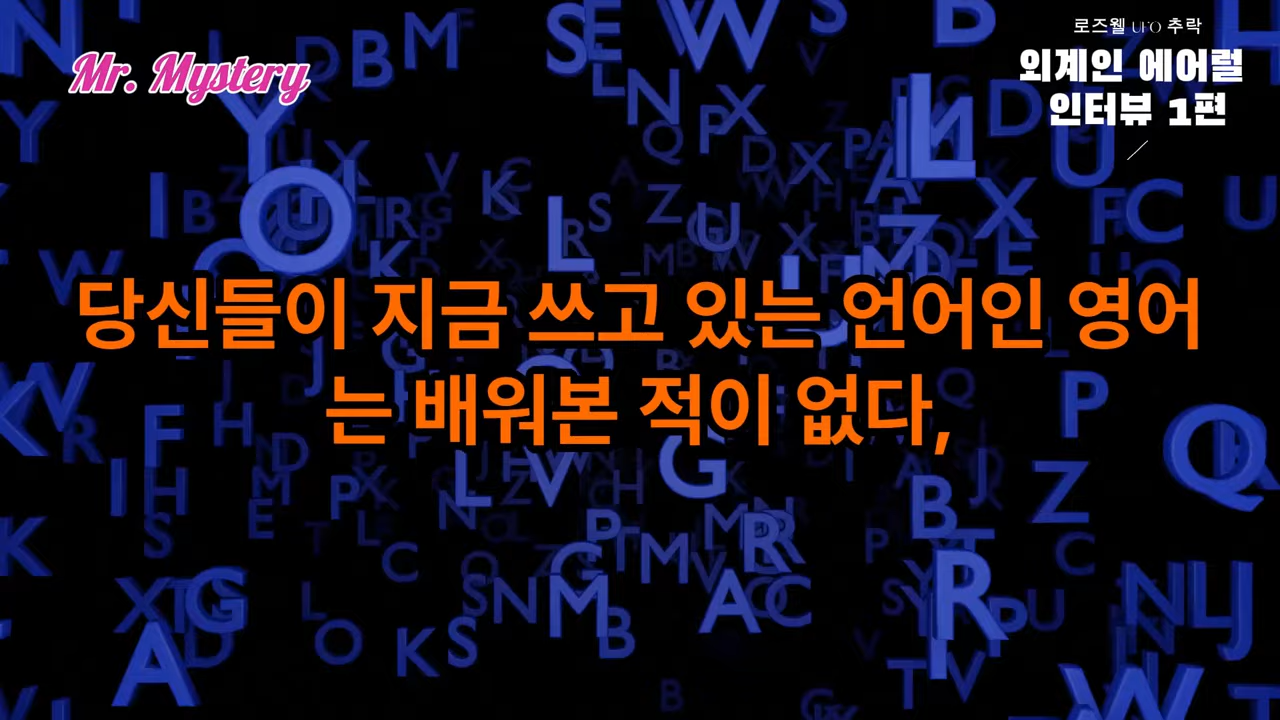 Mr. Mystery
로즈웰 UFO 추락
외계인 에어럴
인터뷰 1편
당신들이 지금 쓰고 있는 언어인 영어
는 배워본 적이 없다,